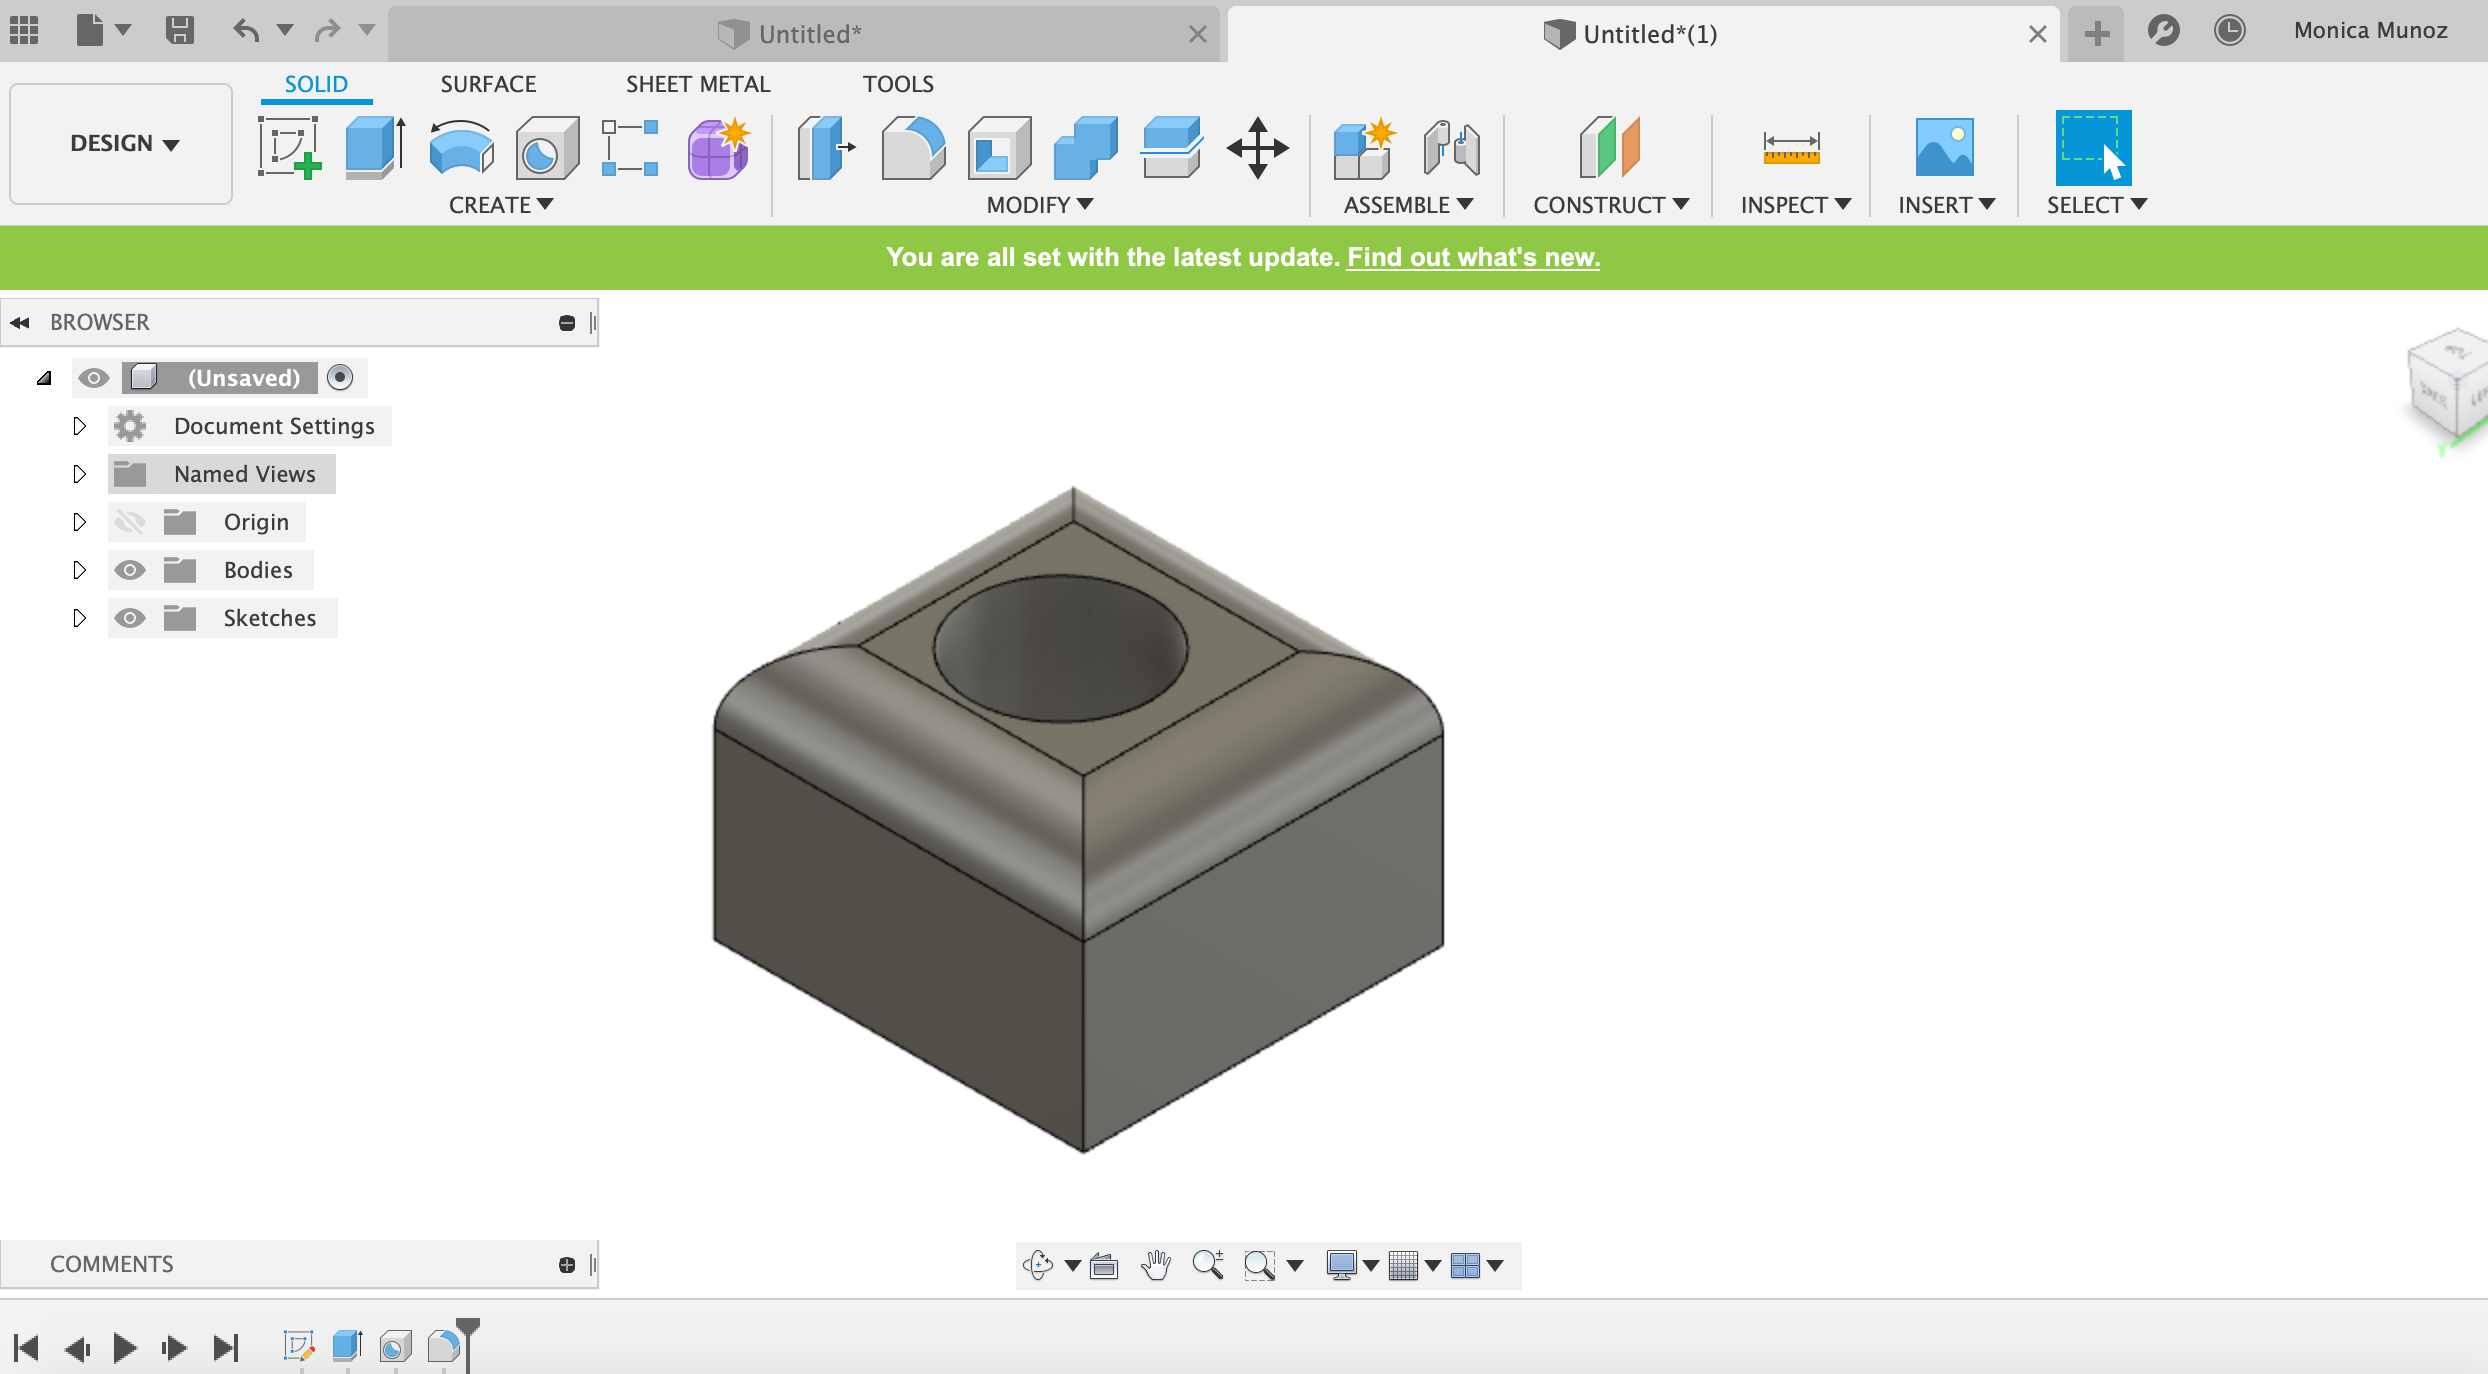 Untitled*
Untitled*(1)
Monica Munoz
SOLID
SURFACE
SHEET METAL
TOOLS
DESIGN
CREATE
MODIFY
ASSEMBLE
CONSTRUCT
INSPECT
INSERT
SELECT
You are all set with the latest update. Find out what's new.
BROWSER
(Unsaved)
Document Settings
Named Views
Origin
Bodies
Sketches
Y
COMMENTS